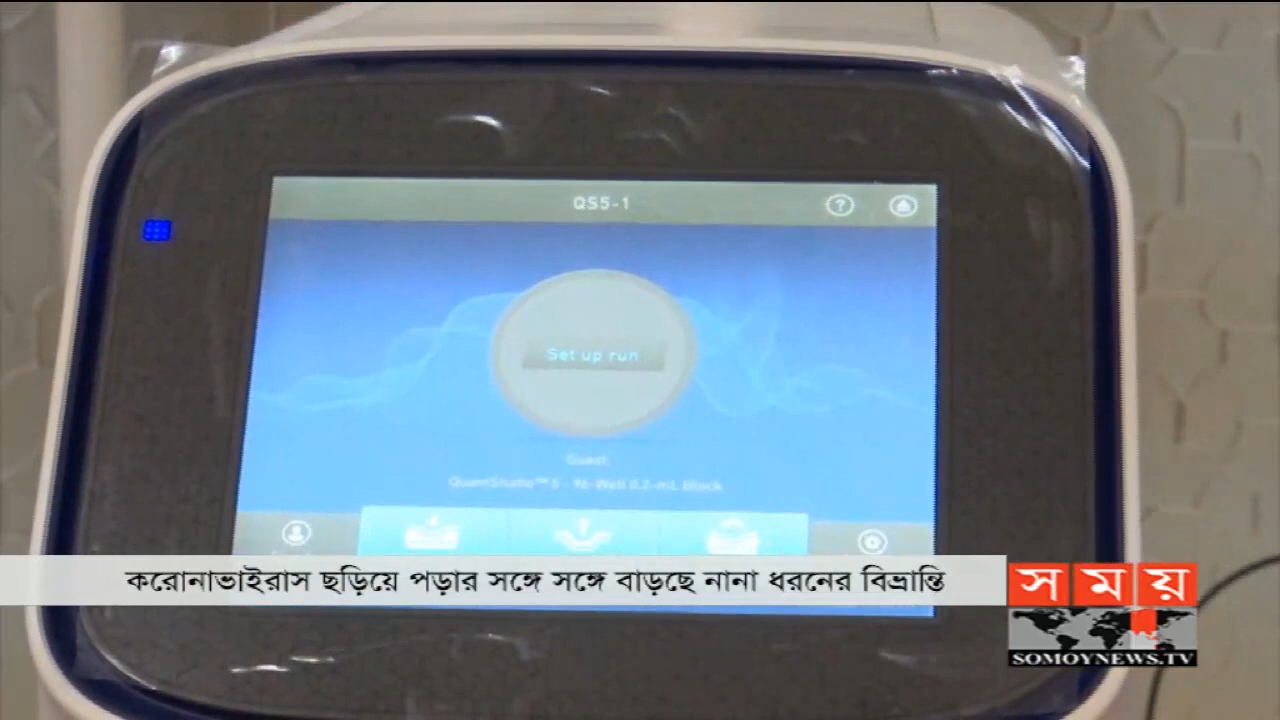 QS5-1
?
Set up run
Guest
QuantStudio™ 5 - 96-Well 0.2-mL Block
করোনাভাইরাস ছড়িয়ে পড়ার সঙ্গে সঙ্গে বাড়ছে নানা ধরনের বিভ্রান্তি
সময়
SOMOYNEWS.TV